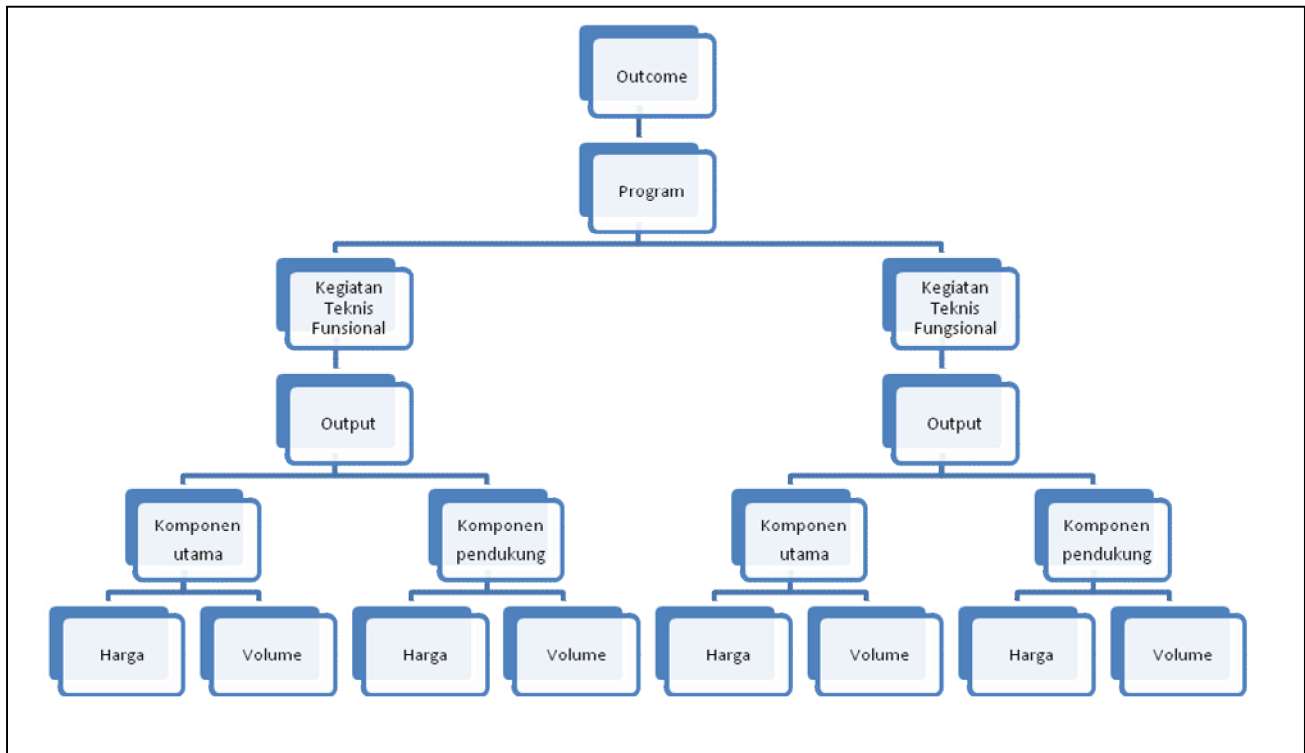 Outcome
Program
Kegiatan
Teknis
Funsional
Kegiatan
Teknis
Fungsional
Output
Output
Komponen
utama
Komponen
pendukung
Komponen
utama
Komponen
pendukung
Harga
Volume
Harga
Volume
Harga
Volume
Harga
Volume